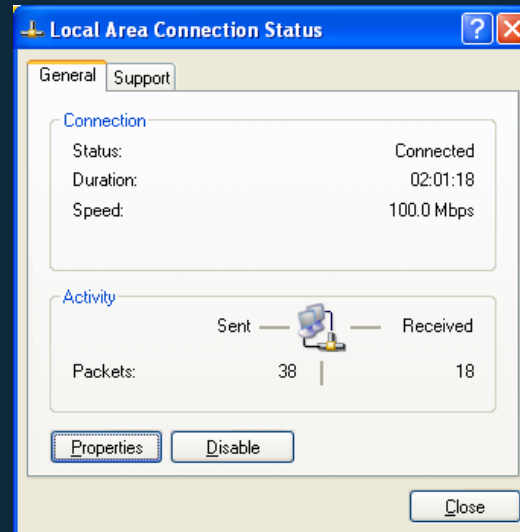 Local Area Connection Status
General Support
Connection
Status: Connected
Duration: 02:01:18
Speed: 100.0 Mbps
Activity
Sent — — Received
Packets: 38 | 18
Properties Disable
Close